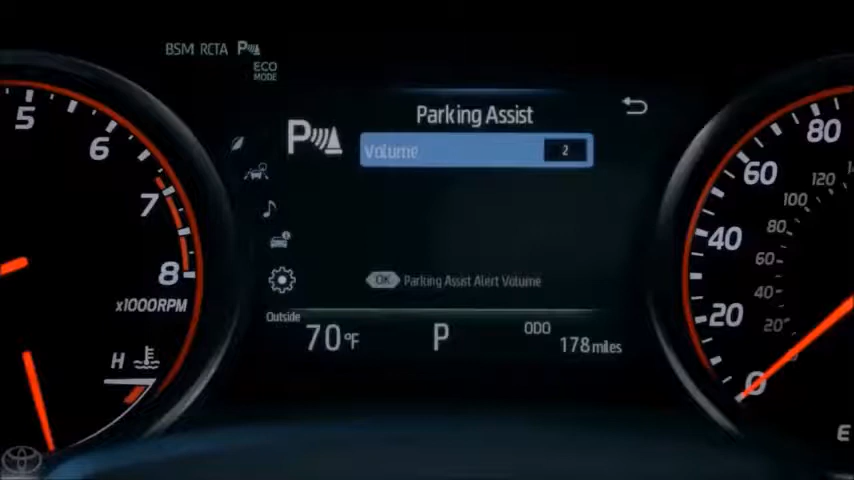 BSM RCTA P
ECO
MODE
Parking Assist
P
Volume 2
OK Parking Assist Alert Volume
Outside
70°F P ODO
178 miles
5
6
7
8
x1000RPM
H
80
60
40
20
0
120
100
80
60
40
20
E